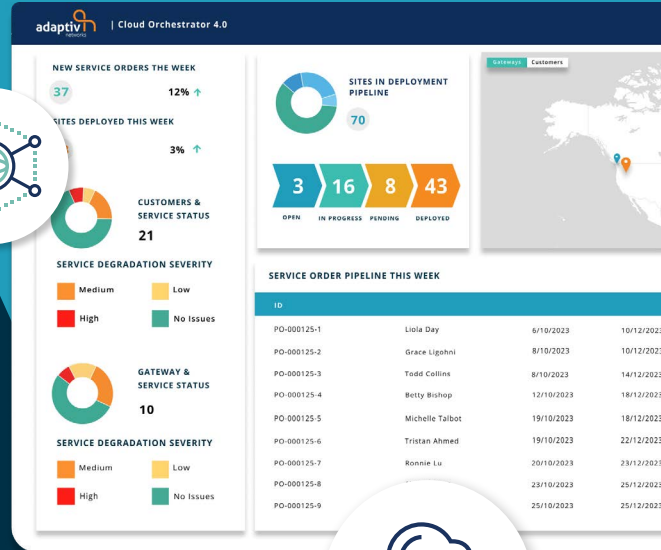 adaptiv
networks
| Cloud Orchestrator 4.0
NEW SERVICE ORDERS THE WEEK
37
12%
SITES DEPLOYED THIS WEEK
3%
CUSTOMERS &
SERVICE STATUS
21
SERVICE DEGRADATION SEVERITY
Medium
Low
High
No Issues
GATEWAY &
SERVICE STATUS
10
SERVICE DEGRADATION SEVERITY
Medium
Low
High
No Issues
SITES IN DEPLOYMENT
PIPELINE
70
3 16 8 43
OPEN IN PROGRESS PENDING DEPLOYED
Gateways Customers
SERVICE ORDER PIPELINE THIS WEEK
ID
PO-000125-1 Liola Day 6/10/2023 10/12/2023
PO-000125-2 Grace Ligohni 8/10/2023 10/12/2023
PO-000125-3 Todd Collins 8/10/2023 14/12/2023
PO-000125-4 Betty Bishop 12/10/2023 18/12/2023
PO-000125-5 Michelle Talbot 19/10/2023 18/12/2023
PO-000125-6 Tristan Ahmed 19/10/2023 22/12/2023
PO-000125-7 Ronnie Lu 20/10/2023 23/12/2023
PO-000125-8 23/10/2023 25/12/2023
PO-000125-9 25/10/2023 25/12/2023